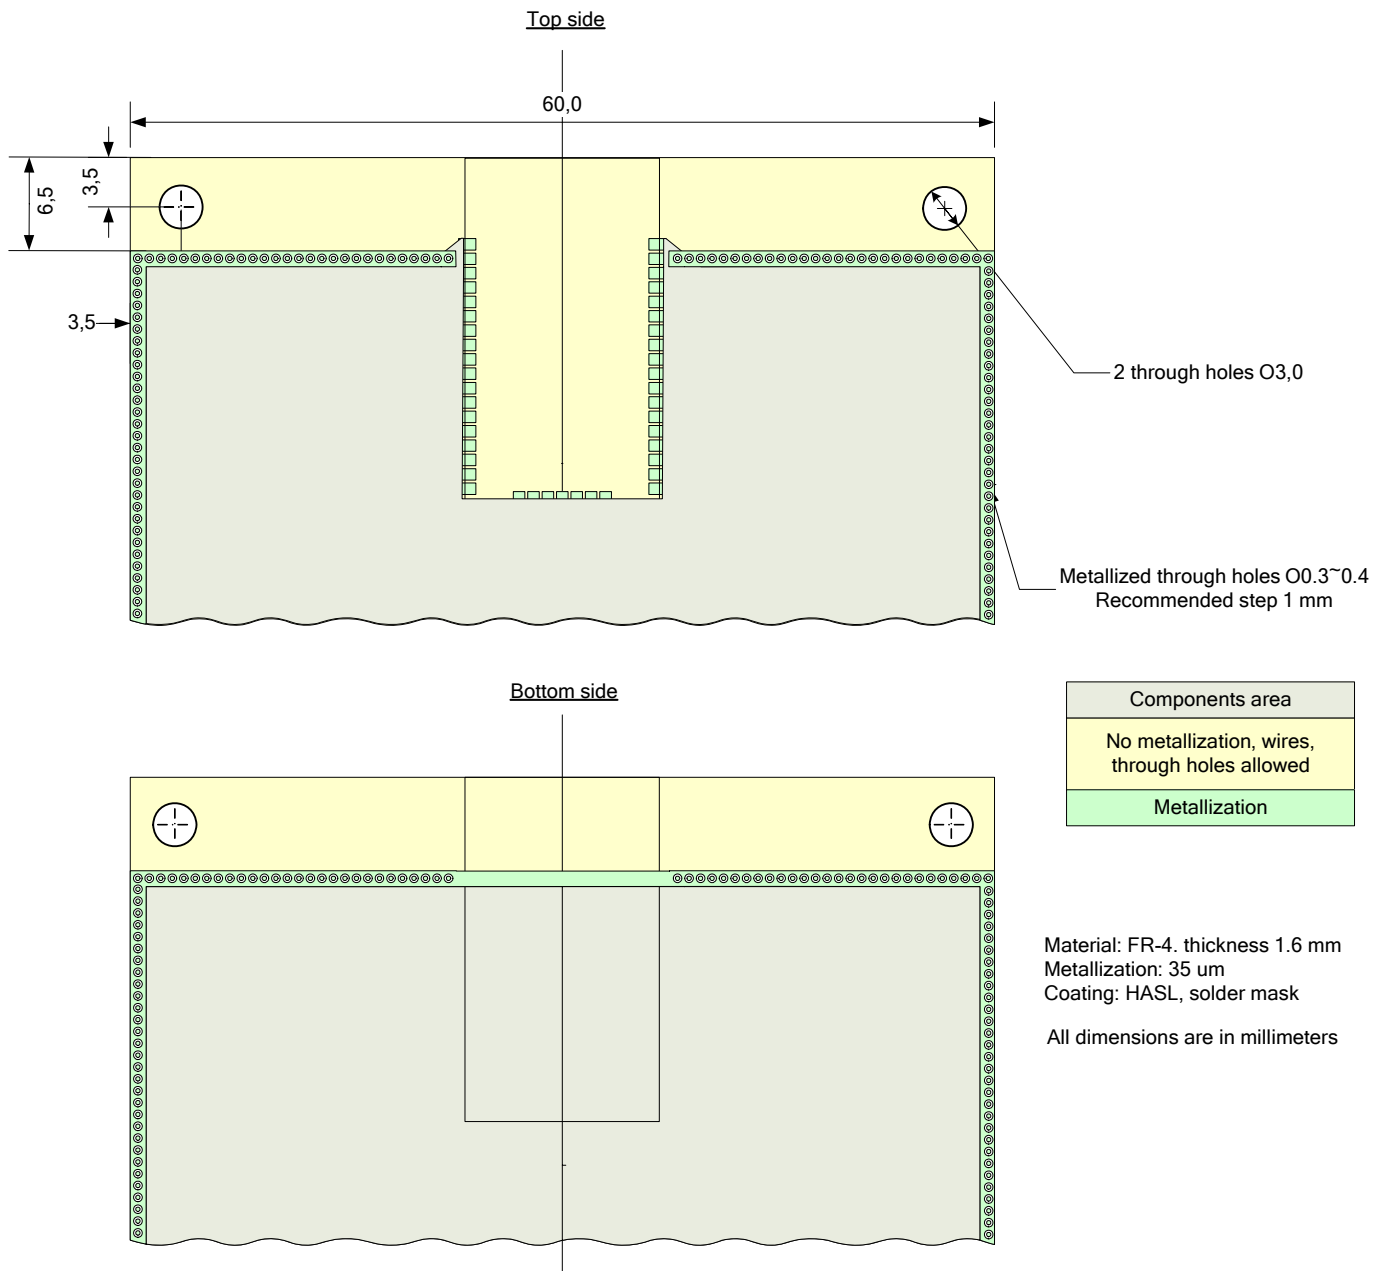 Top side
60,0
3,5
6,5
3,5
2 through holes O3,0
Metallized through holes O0.3~0.4
Recommended step 1 mm
Bottom side
Components area
No metallization, wires,
through holes allowed
Metallization
Material: FR-4. thickness 1.6 mm
Metallization: 35 um
Coating: HASL, solder mask
All dimensions are in millimeters